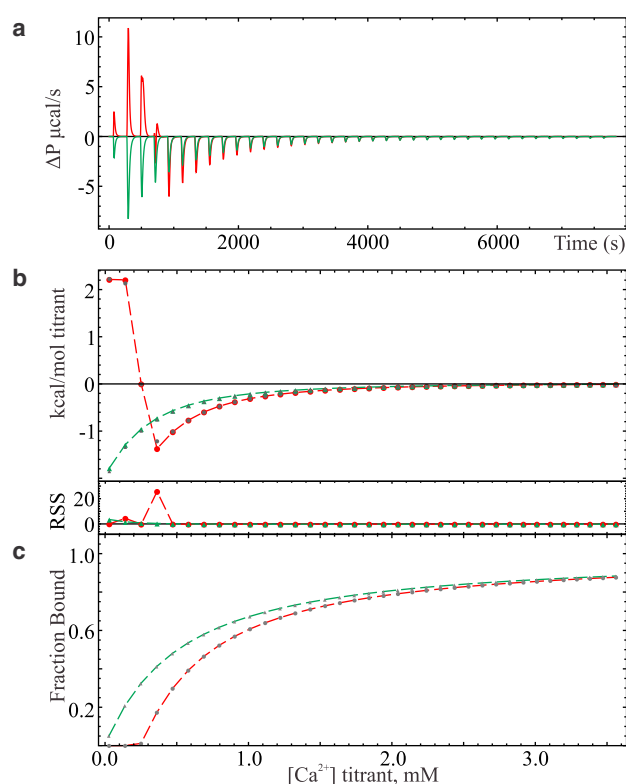 a
10
5
0
-5
ΔP μcal/s
0
2000
4000
6000
Time (s)
b
2
1
0
-1
kcal/mol titrant
20
0
RSS
c
1.0
0.6
0.2
Fraction Bound
0.0
1.0
2.0
3.0
[Ca²⁺] titrant, mM